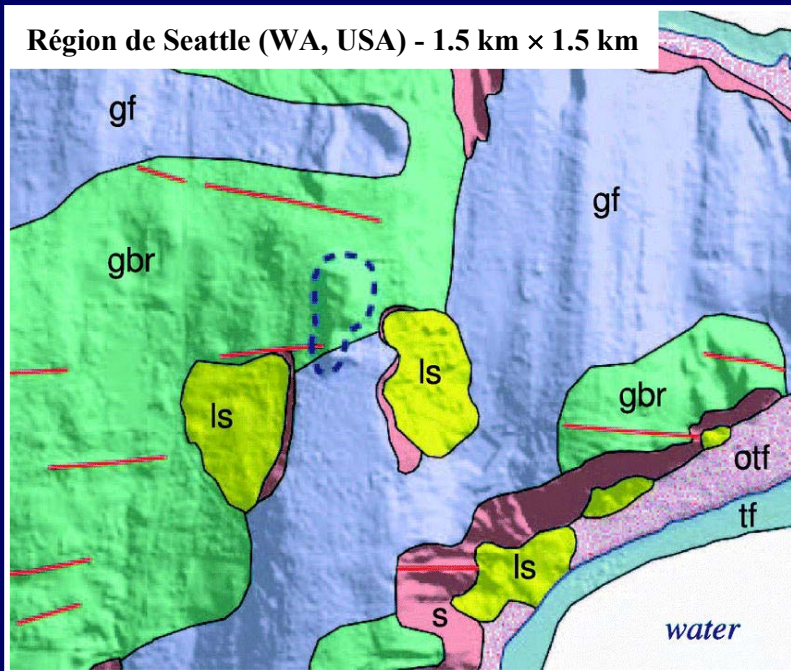 Région de Seattle (WA, USA) - 1.5 km × 1.5 km
gf
gf
gbr
ls
ls
gbr
otf
tf
ls
s
water